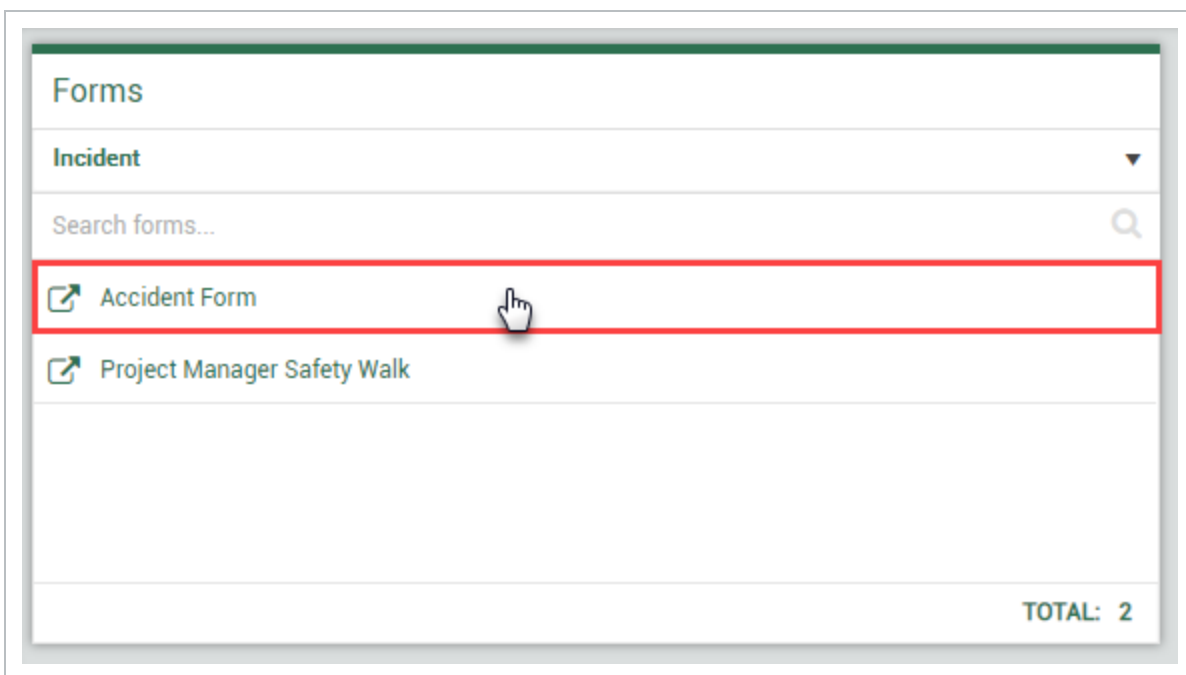 Forms
Incident
Search forms...
Accident Form
Project Manager Safety Walk
TOTAL: 2